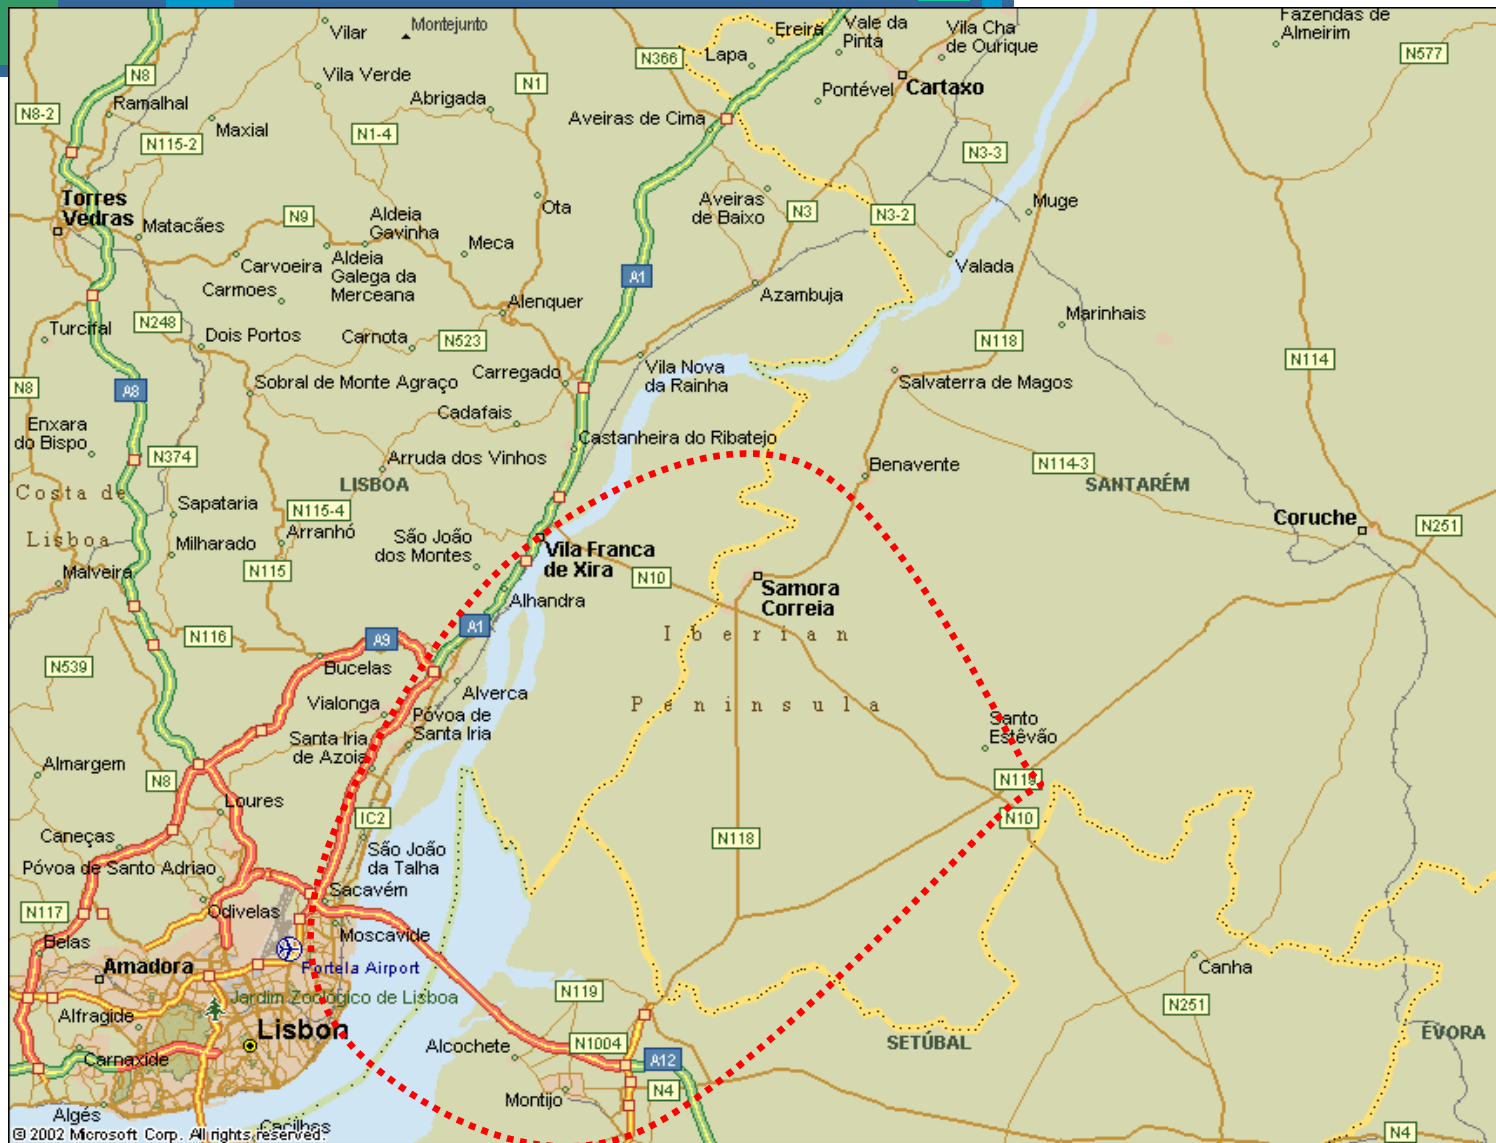 Vilar
Montejunto
Ereira
Vale da
Pinta
Vila Cha
de Ourique
Fazendas de
Almeirim
N366
Lapa
N577
N8
Vila Verde
N1
Cartaxo
Pontével
Ramalhal
Abrigada
N8-2
Maxial
N1-4
Aveiras de Cima
N115-2
N3-3
Torres
Vedras
Matacães
N9
Aldeia
Gavinha
Ota
Aveiras
de Baixo
N3
N3-2
Muge
Meca
Carvoeira
Aldeia
Galega da
Merceana
Valada
A1
Carmoes
Alenquer
Azambuja
Turcifal
N248
Dois Portos
Carnota
N523
Marinhais
N118
N114
N8
A8
Sobral de Monte Agraço
Carregado
Vila Nova
da Rainha
Salvaterra de Magos
Cadafais
Enxara
do Bispo
Castanheira do Ribatejo
N374
Arruda dos Vinhos
Benavente
N114-3
LISBOA
SANTARÉM
Costa de
Lisboa
Sapataria
N115-4
Arranhó
São João
dos Montes
Coruche
N251
Milharado
Vila Franca
de Xira
Malveira
N115
N10
Samora
Correia
Alhandra
N116
A9
A1
Iberian
Peninsula
N539
Bucelas
Vialonga
Alverca
Póvoa de
Santa Iria
Santa Iria
de Azoia
Santo
Estêvão
Almargem
N8
N119
Loures
IC2
N10
Caneças
São João
da Talha
N118
Póvoa de Santo Adriao
Sacavém
N117
Odivelas
Moscavide
Belas
Amadora
Portela Airport
Canha
Jardim Zoologico de Lisboa
N119
N251
Alfragide
Lisbon
Alcochete
N1004
SETÚBAL
ÉVORA
Carnaxide
A12
N4
Montijo
Algés
Cacilhas
© 2002 Microsoft Corp. All rights reserved.
N4